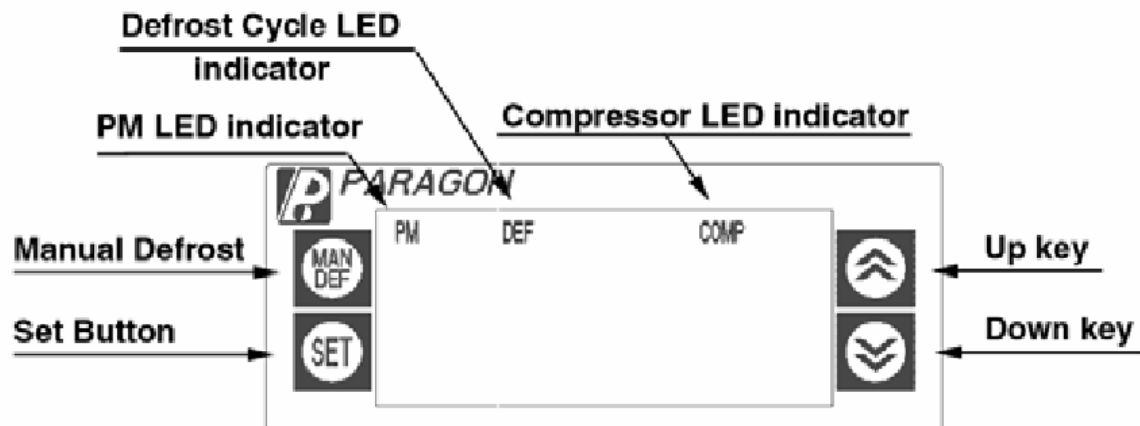 Defrost Cycle LED
indicator
PM LED indicator
Compressor LED indicator
PARAGON
PM DEF COMP
Manual Defrost
MAN
DEF
Up key
Set Button
SET
Down key